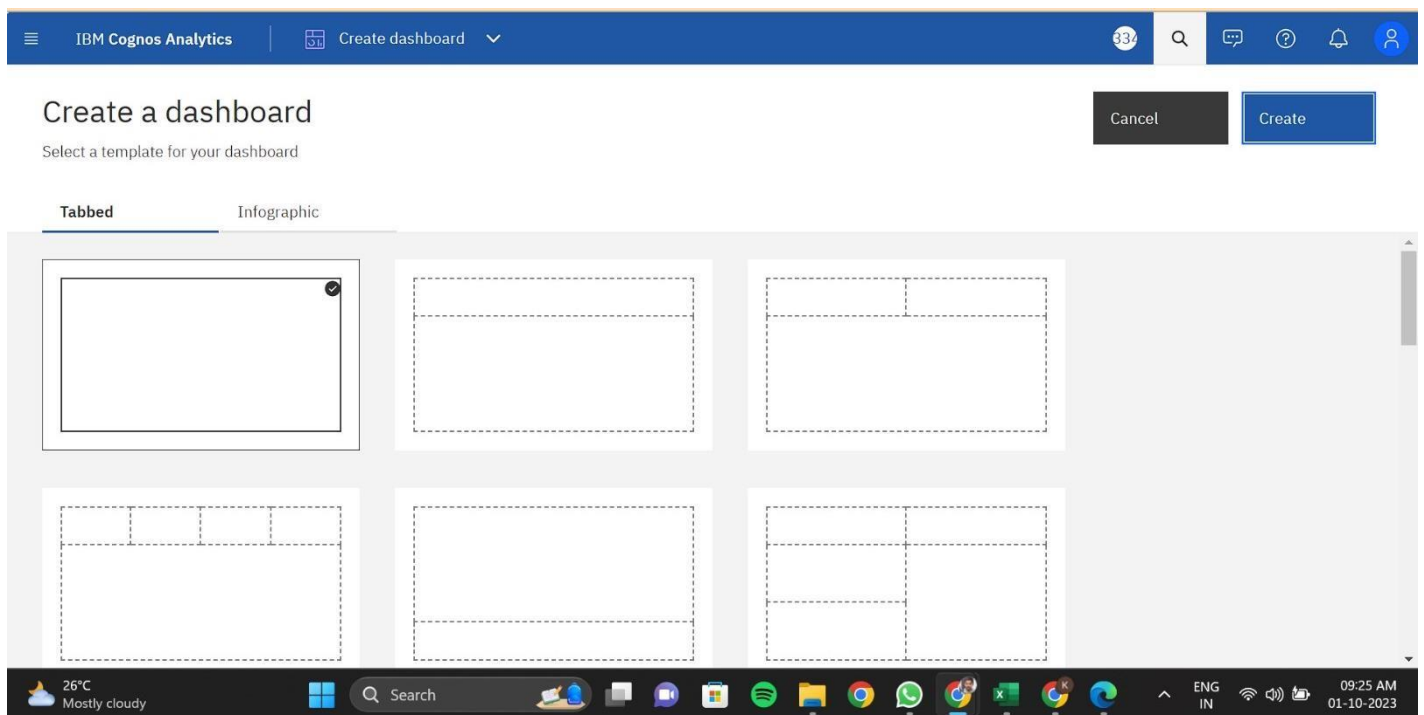 IBM Cognos Analytics Create dashboard 334
Create a dashboard
Cancel Create
Select a template for your dashboard
Tabbed Infographic
26°C
Mostly cloudy
Search
ENG
IN
09:25 AM
01-10-2023